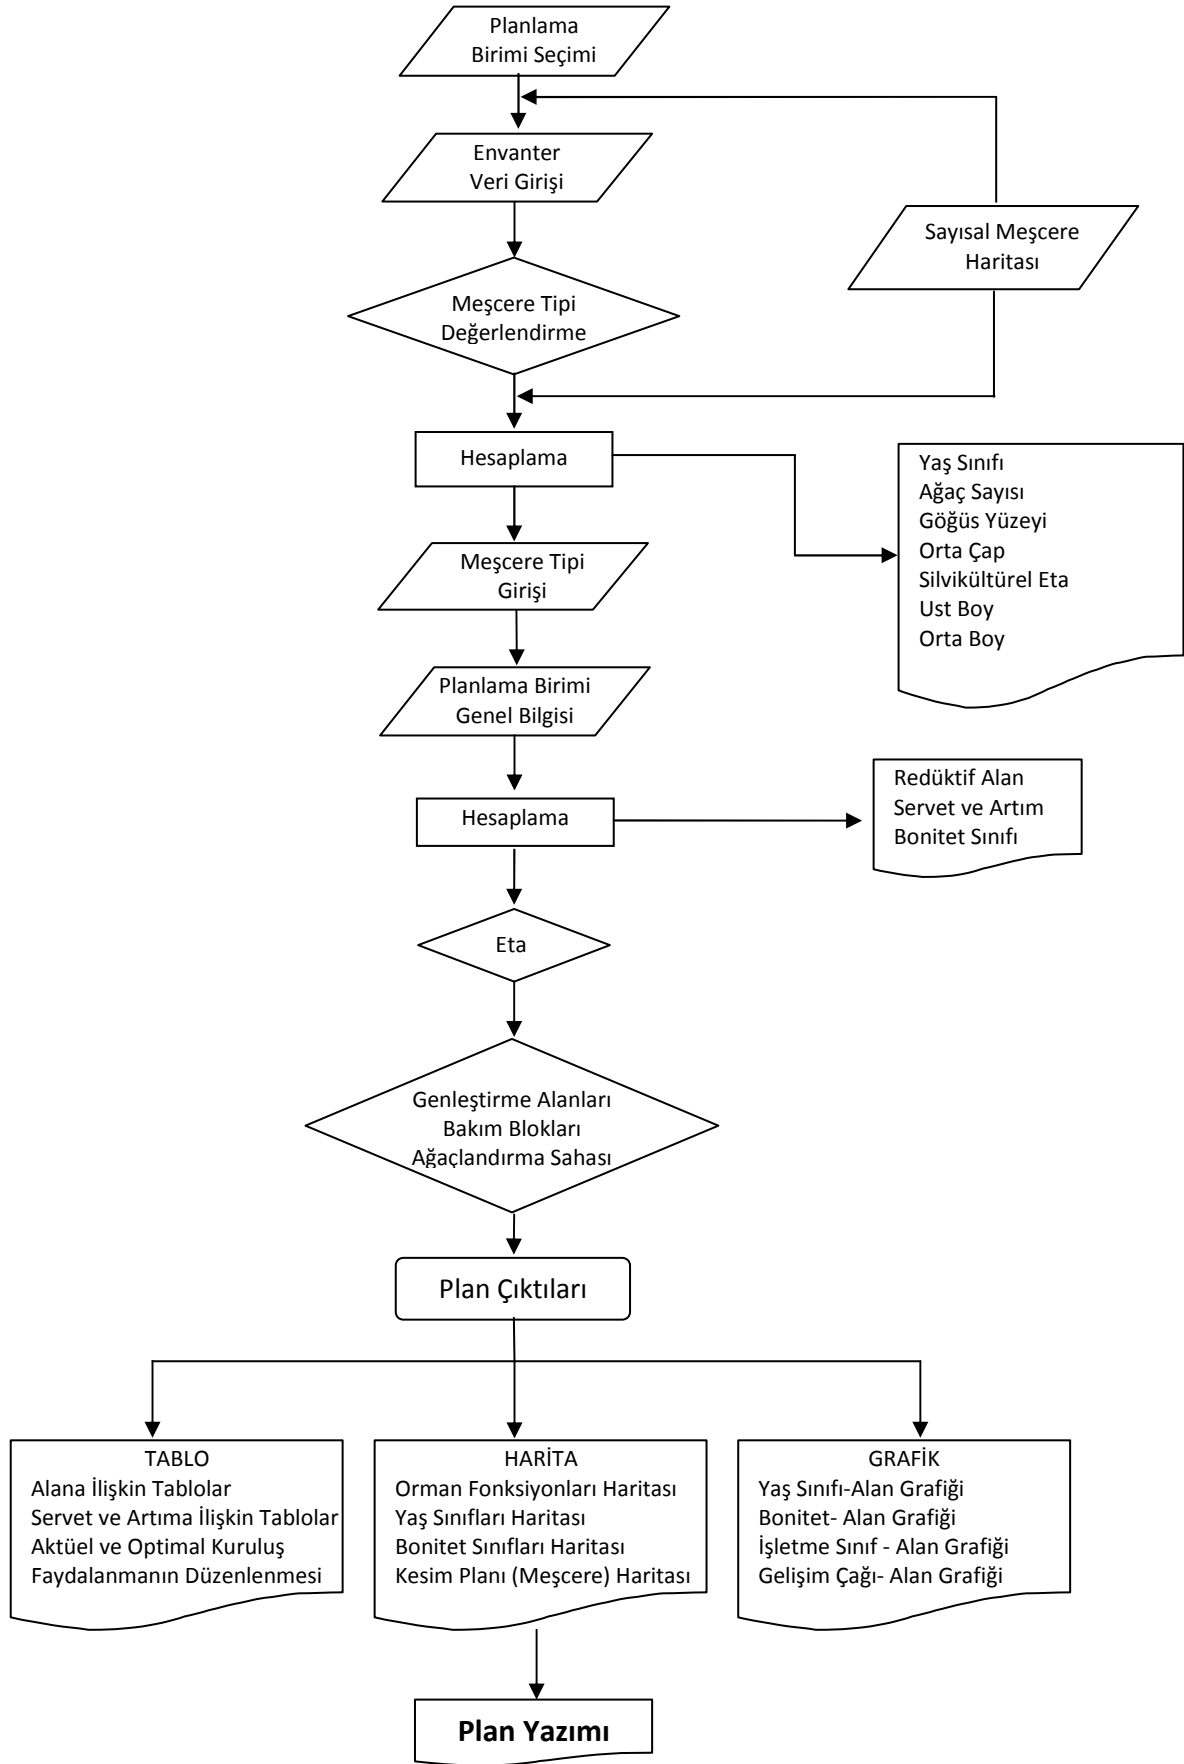 Planlama
Birimi Seçimi
Envanter
Veri Girişi
Sayısal Meşcere
Haritası
Meşcere Tipi
Değerlendirme
Hesaplama
Yaş Sınıfı
Ağaç Sayısı
Göğüs Yüzeyi
Orta Çap
Silvikültürel Eta
Ust Boy
Orta Boy
Meşcere Tipi
Girişi
Planlama Birimi
Genel Bilgisi
Hesaplama
Redüktif Alan
Servet ve Artım
Bonitet Sınıfı
Eta
Genleştirme Alanları
Bakım Blokları
Ağaçlandırma Sahası
Plan Çıktıları
TABLO
Alana İlişkin Tablolar
Servet ve Artıma İlişkin Tablolar
Aktüel ve Optimal Kuruluş
Faydalanmanın Düzenlenmesi
HARİTA
Orman Fonksiyonları Haritası
Yaş Sınıfları Haritası
Bonitet Sınıfları Haritası
Kesim Planı (Meşcere) Haritası
GRAFİK
Yaş Sınıfı-Alan Grafiği
Bonitet- Alan Grafiği
İşletme Sınıf - Alan Grafiği
Gelişim Çağı- Alan Grafiği
Plan Yazımı